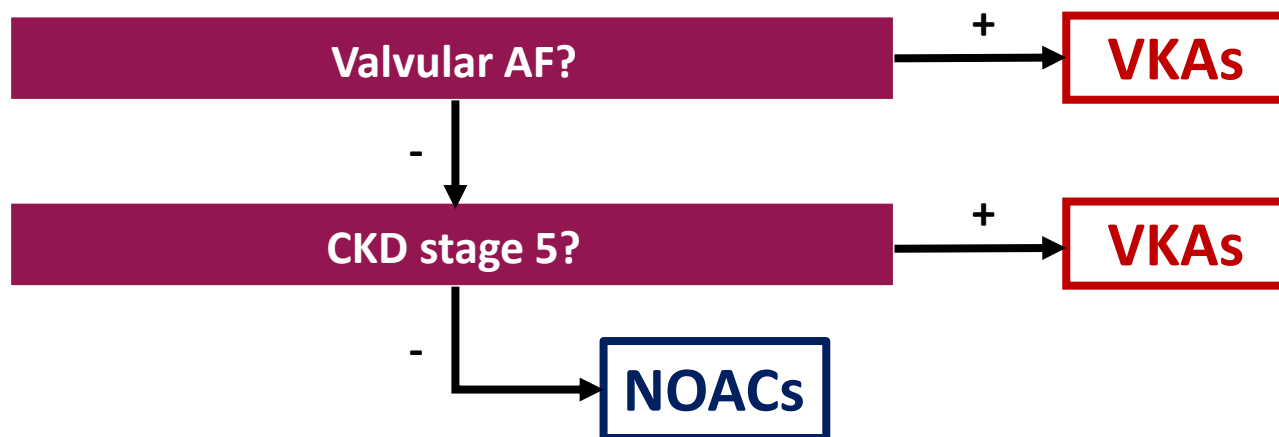 Valvular AF?
+
VKAs
-
CKD stage 5?
+
VKAs
-
NOACs